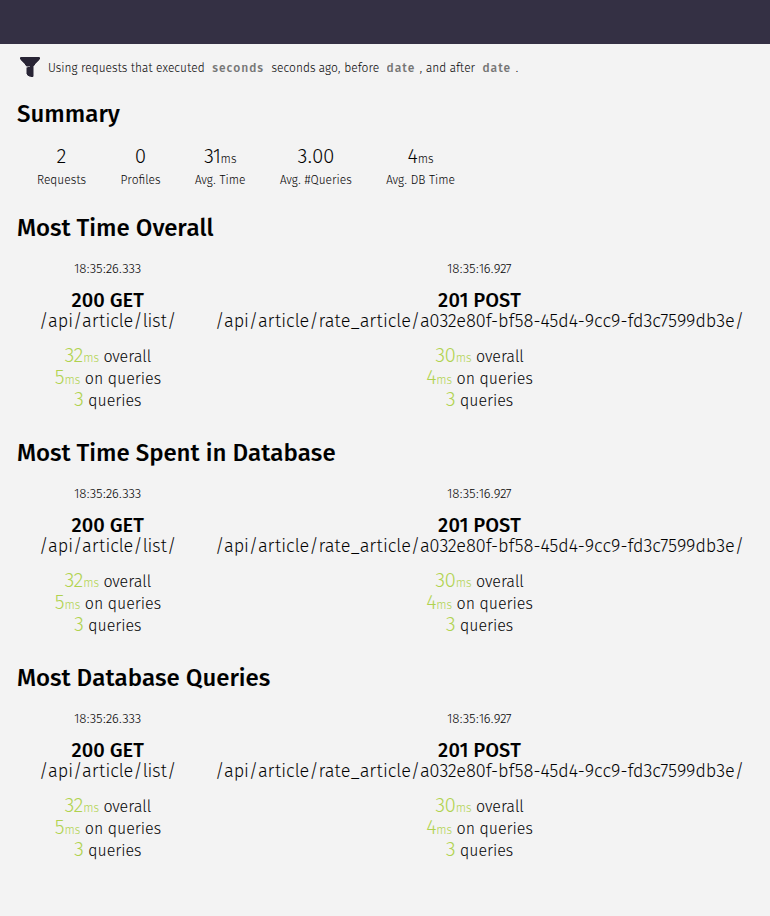 Using requests that executed seconds seconds ago, before date , and after date .
Summary
2 0 31ms 3.00 4ms
Requests Profiles Avg. Time Avg. #Queries Avg. DB Time
Most Time Overall
18:35:26.333 18:35:16.927
200 GET 201 POST
/api/article/list/ /api/article/rate_article/a032e80f-bf58-45d4-9cc9-fd3c7599db3e/
32ms overall 30ms overall
5ms on queries 4ms on queries
3 queries 3 queries
Most Time Spent in Database
18:35:26.333 18:35:16.927
200 GET 201 POST
/api/article/list/ /api/article/rate_article/a032e80f-bf58-45d4-9cc9-fd3c7599db3e/
32ms overall 30ms overall
5ms on queries 4ms on queries
3 queries 3 queries
Most Database Queries
18:35:26.333 18:35:16.927
200 GET 201 POST
/api/article/list/ /api/article/rate_article/a032e80f-bf58-45d4-9cc9-fd3c7599db3e/
32ms overall 30ms overall
5ms on queries 4ms on queries
3 queries 3 queries